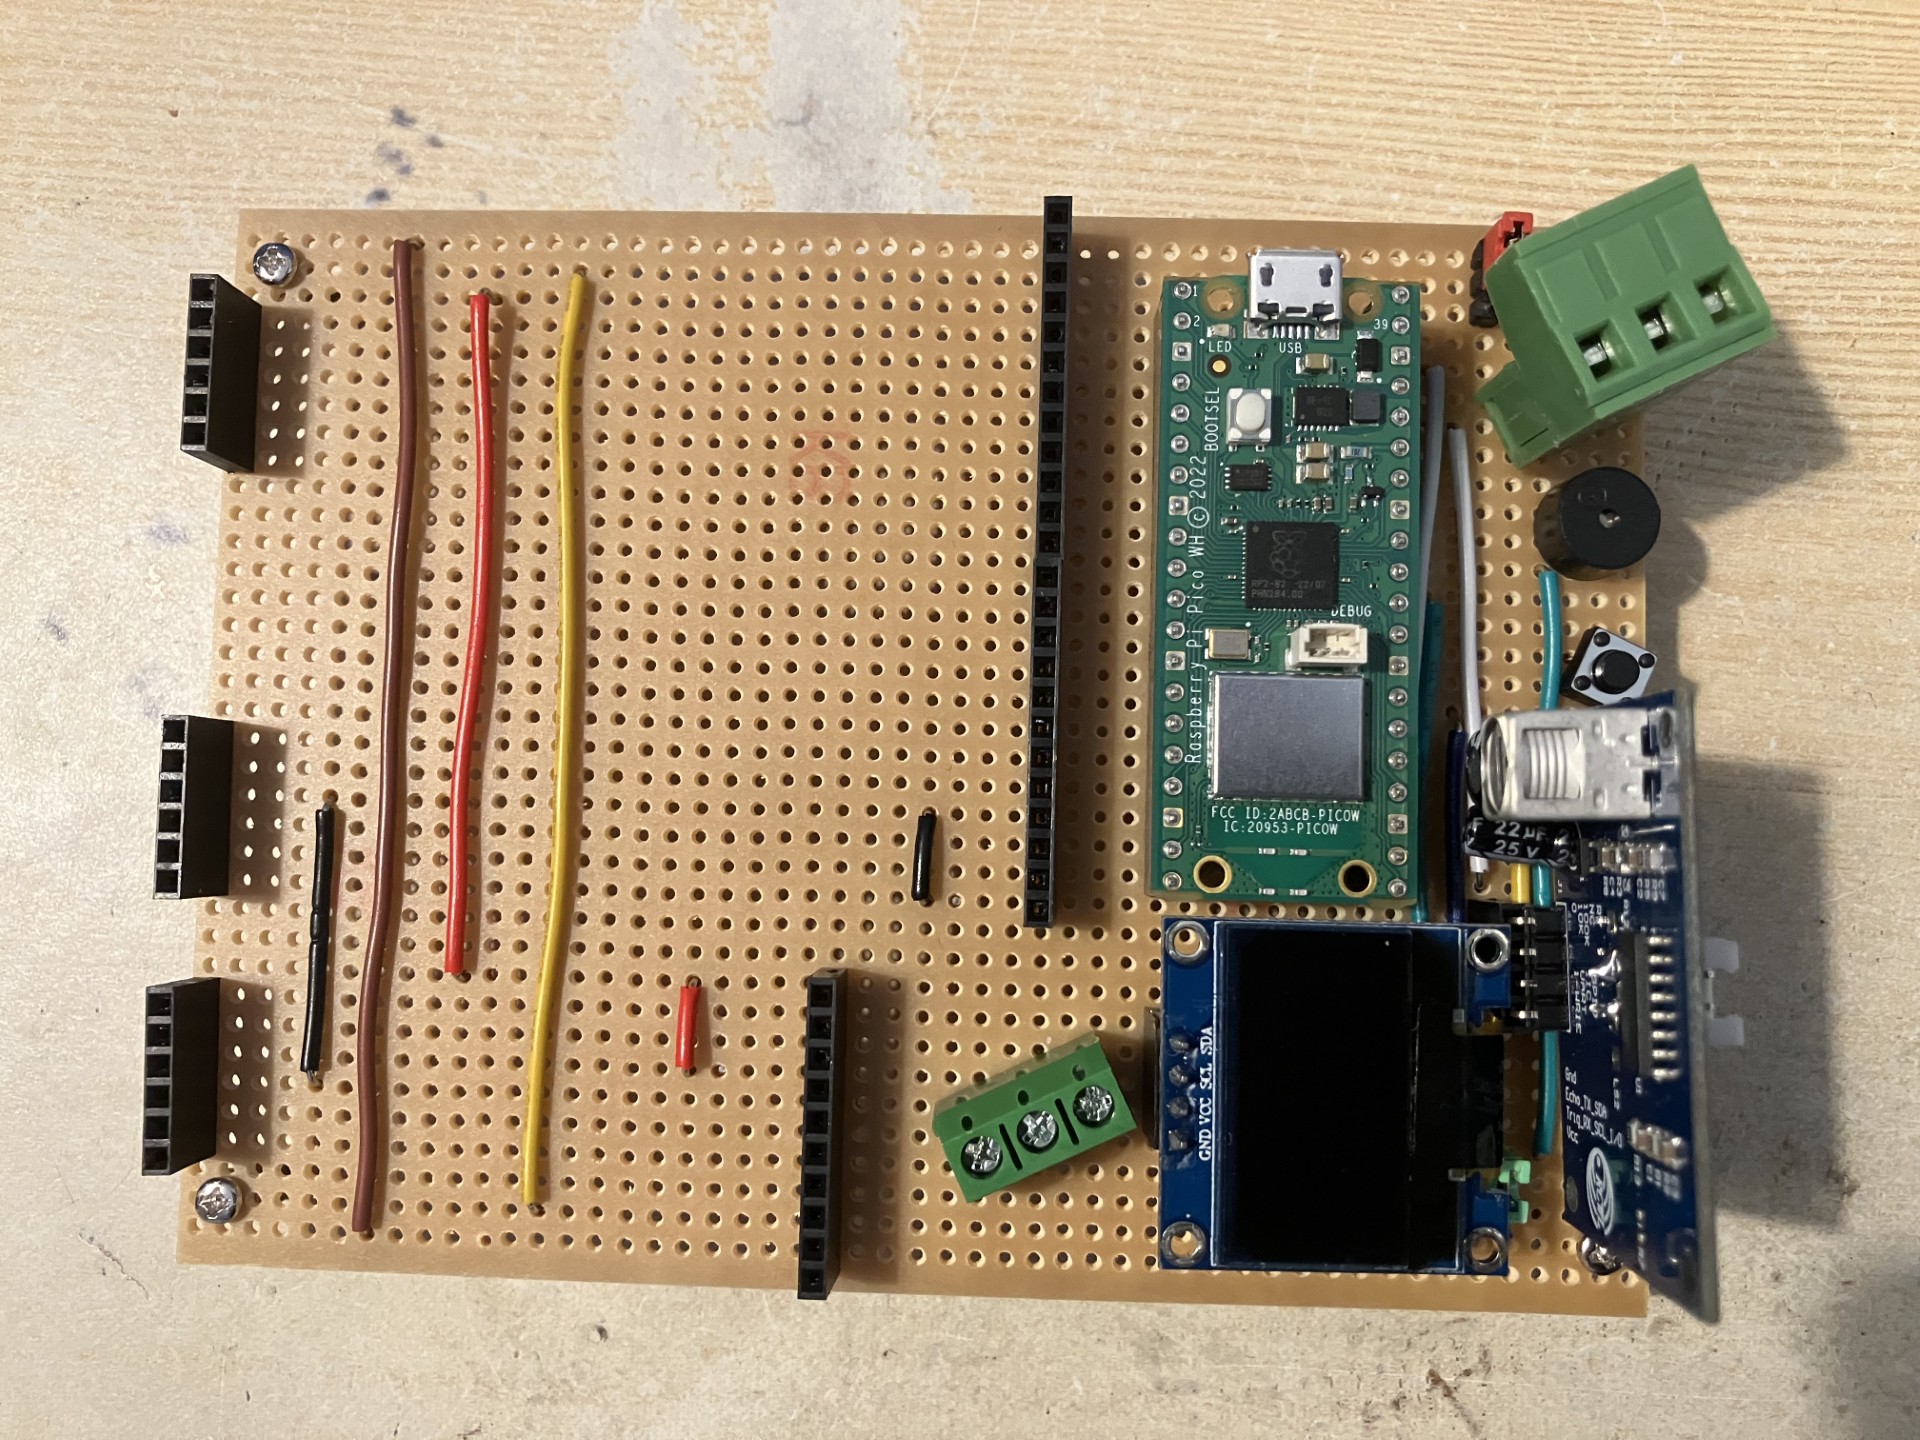 1
2
39
LED
USB
BOOTSEL
Raspberry Pi Pico WH © 2022
DEBUG
FCC ID:2ABCB-PICOW
IC:20953-PICOW
GND VCC SCL SDA
22µF
25V
Gnd
Echo_TX_SDA
Trig_RX_SCL_I/O
Vcc